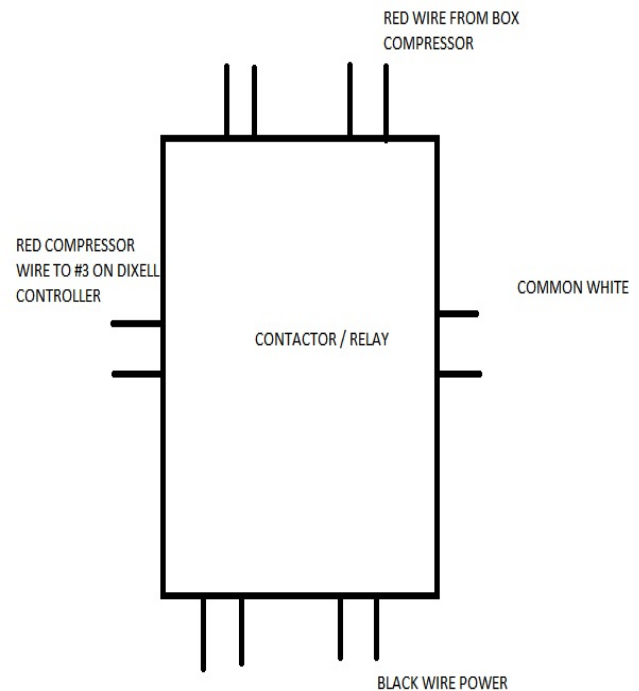 RED WIRE FROM BOX
COMPRESSOR
RED COMPRESSOR
WIRE TO #3 ON DIXELL
CONTROLLER
COMMON WHITE
CONTACTOR / RELAY
BLACK WIRE POWER